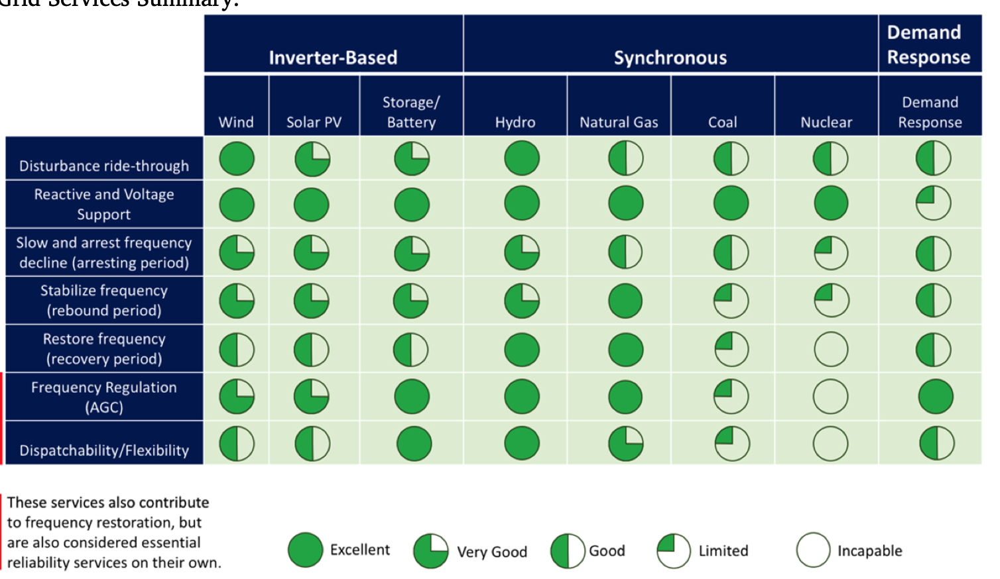 Grid Services Summary:
Demand
Response
Inverter-Based
Synchronous
Wind
Solar PV
Storage/
Battery
Hydro
Natural Gas
Coal
Nuclear
Demand
Response
Disturbance ride-through
Reactive and Voltage
Support
Slow and arrest frequency
decline (arresting period)
Stabilize frequency
(rebound period)
Restore frequency
(recovery period)
Frequency Regulation
(AGC)
Dispatchability/Flexibility
These services also contribute
to frequency restoration, but
are also considered essential
reliability services on their own.
Excellent
Very Good
Good
Limited
Incapable